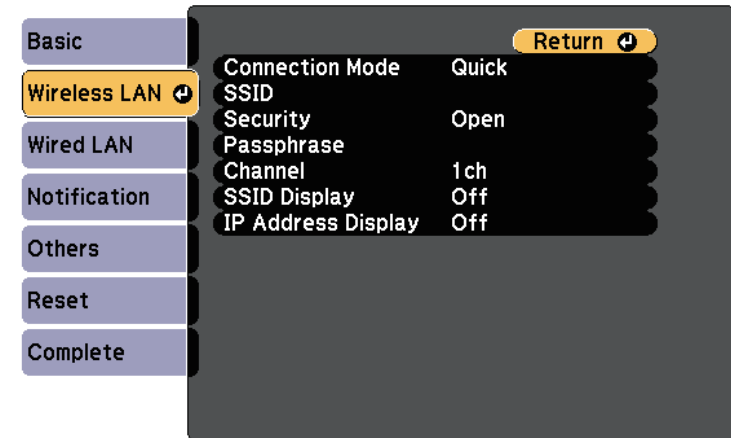 Basic
Wireless LAN
Wired LAN
Notification
Others
Reset
Complete
Return
Connection Mode Quick
SSID
Security Open
Passphrase
Channel 1ch
SSID Display Off
IP Address Display Off